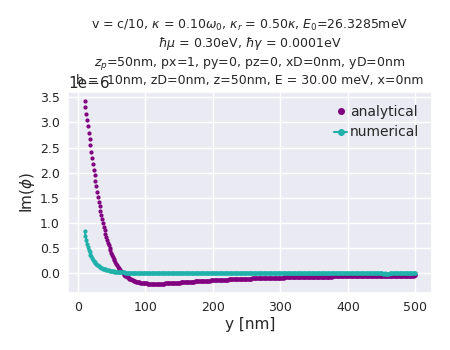 v = c/10, κ = 0.10ω₀, κᵣ = 0.50κ, E₀=26.3285meV
ħμ = 0.30eV, ħγ = 0.0001eV
zₚ=50nm, px=1, py=0, pz=0, xD=0nm, yD=0nm
b = 10nm, zD=0nm, z=50nm, E = 30.00 meV, x=0nm
1e−6
3.5
3.0
2.5
2.0
1.5
1.0
0.5
0.0
Im(ϕ)
analytical
numerical
0 100 200 300 400 500
y [nm]